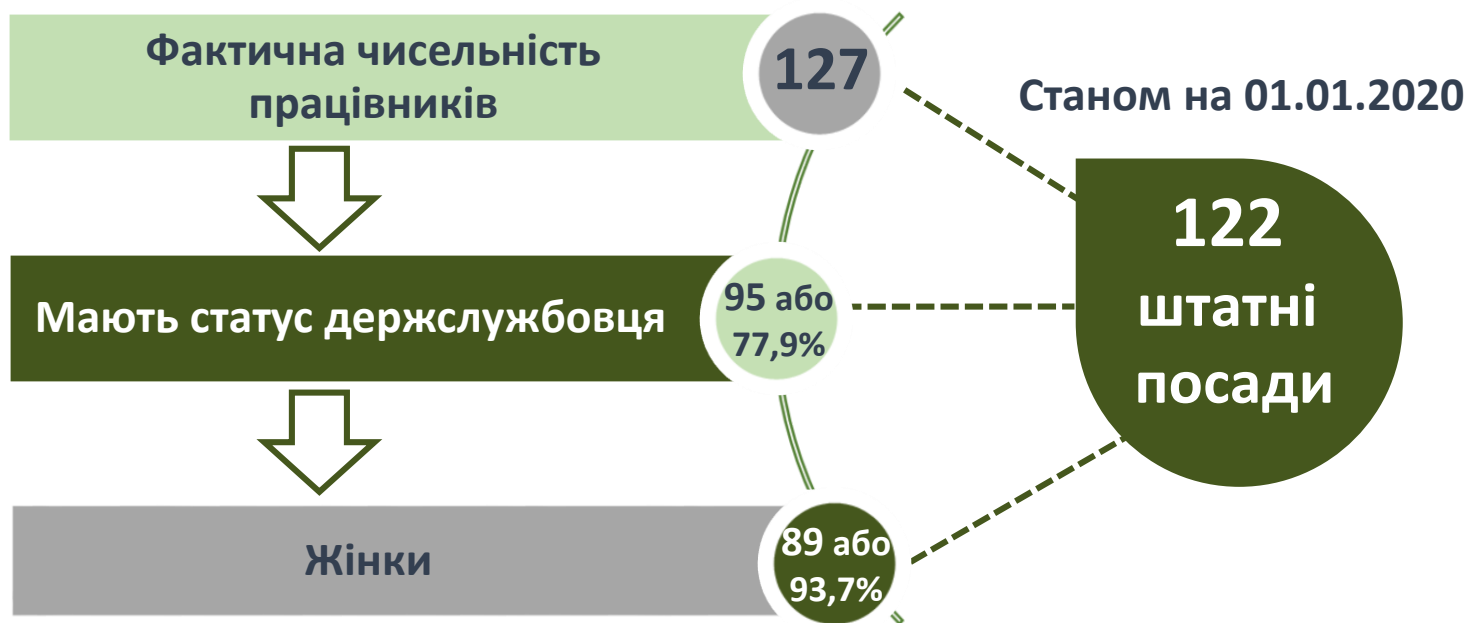 Фактична чисельність
працівників
127
Станом на 01.01.2020
122
штатні
посади
Мають статус держслужбовця
95 або
77,9%
Жінки
89 або
93,7%